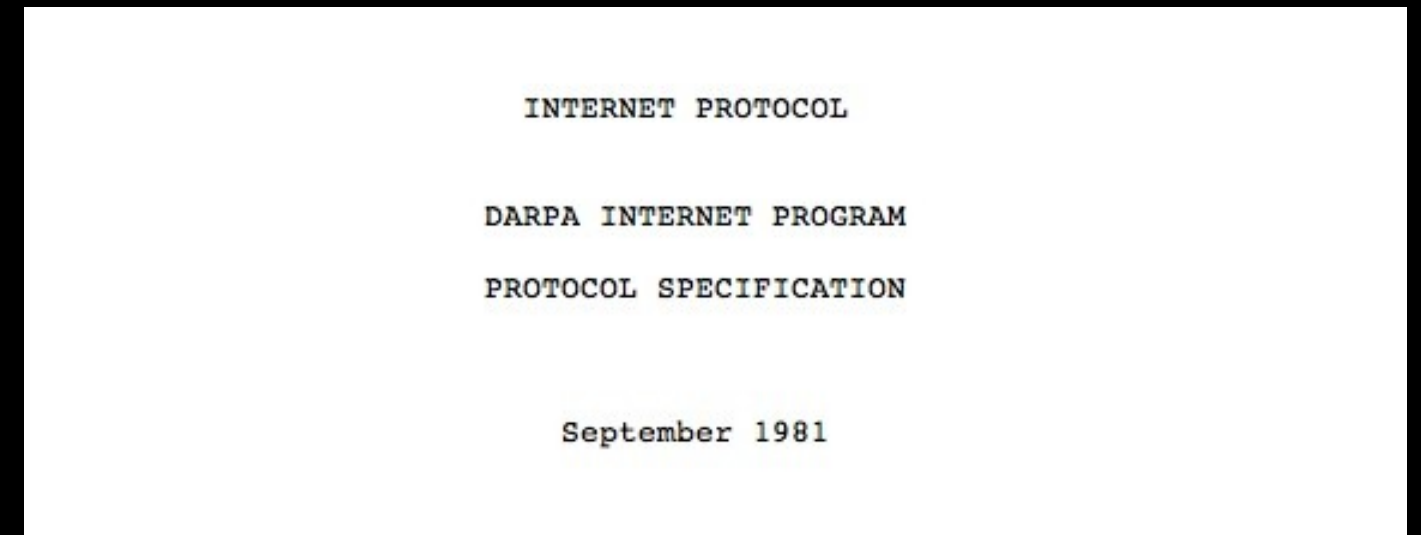 INTERNET PROTOCOL
DARPA INTERNET PROGRAM
PROTOCOL SPECIFICATION
September 1981